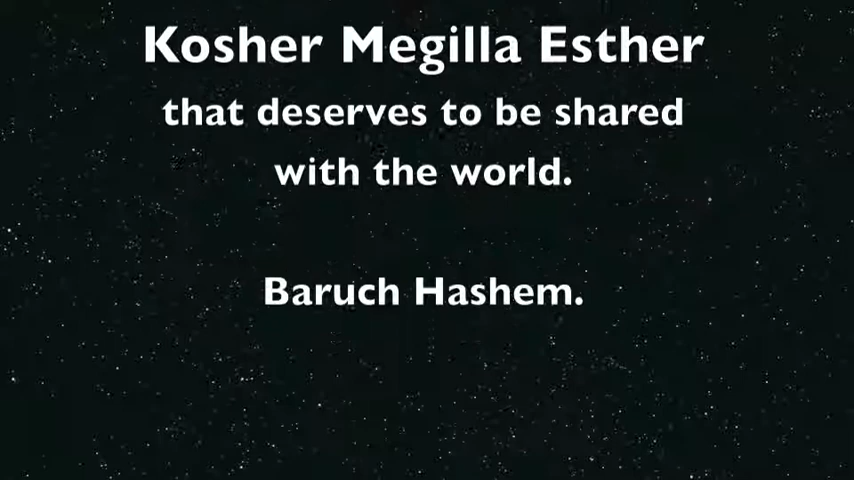 Kosher Megilla Esther
that deserves to be shared
with the world.
Baruch Hashem.